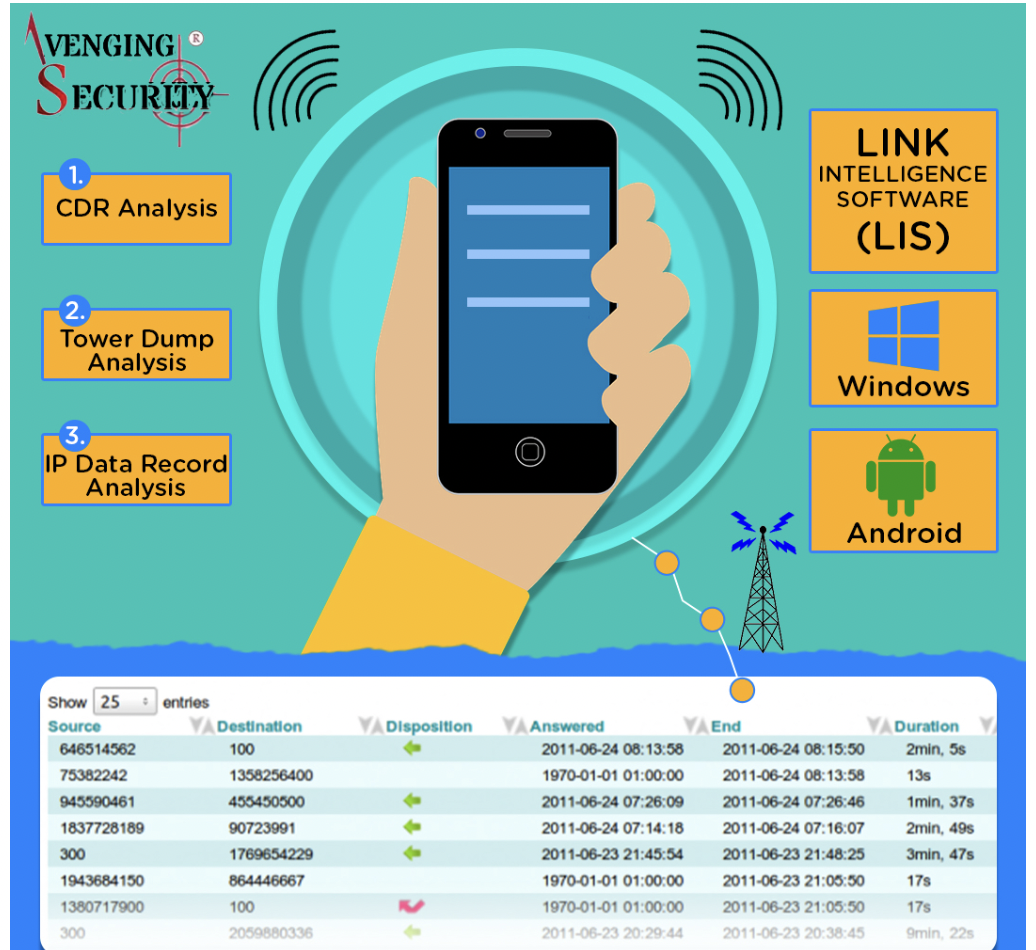 AVENGING ®
SECURITY
1.
CDR Analysis
2.
Tower Dump
Analysis
3.
IP Data Record
Analysis
LINK
INTELLIGENCE
SOFTWARE
(LIS)
Windows
Android
Show 25 entries
Source Destination Disposition Answered End Duration
646514562 100 2011-06-24 08:13:58 2011-06-24 08:15:50 2min, 5s
75382242 1358256400 1970-01-01 01:00:00 2011-06-24 08:13:58 13s
945590461 455450500 2011-06-24 07:26:09 2011-06-24 07:26:46 1min, 37s
1837728189 90723991 2011-06-24 07:14:18 2011-06-24 07:16:07 2min, 49s
300 1769654229 2011-06-23 21:45:54 2011-06-23 21:48:25 3min, 47s
1943684150 864446667 1970-01-01 01:00:00 2011-06-23 21:05:50 17s
1380717900 100 1970-01-01 01:00:00 2011-06-23 21:05:50 17s
300 2059880336 2011-06-23 20:29:44 2011-06-23 20:38:45 9min, 22s